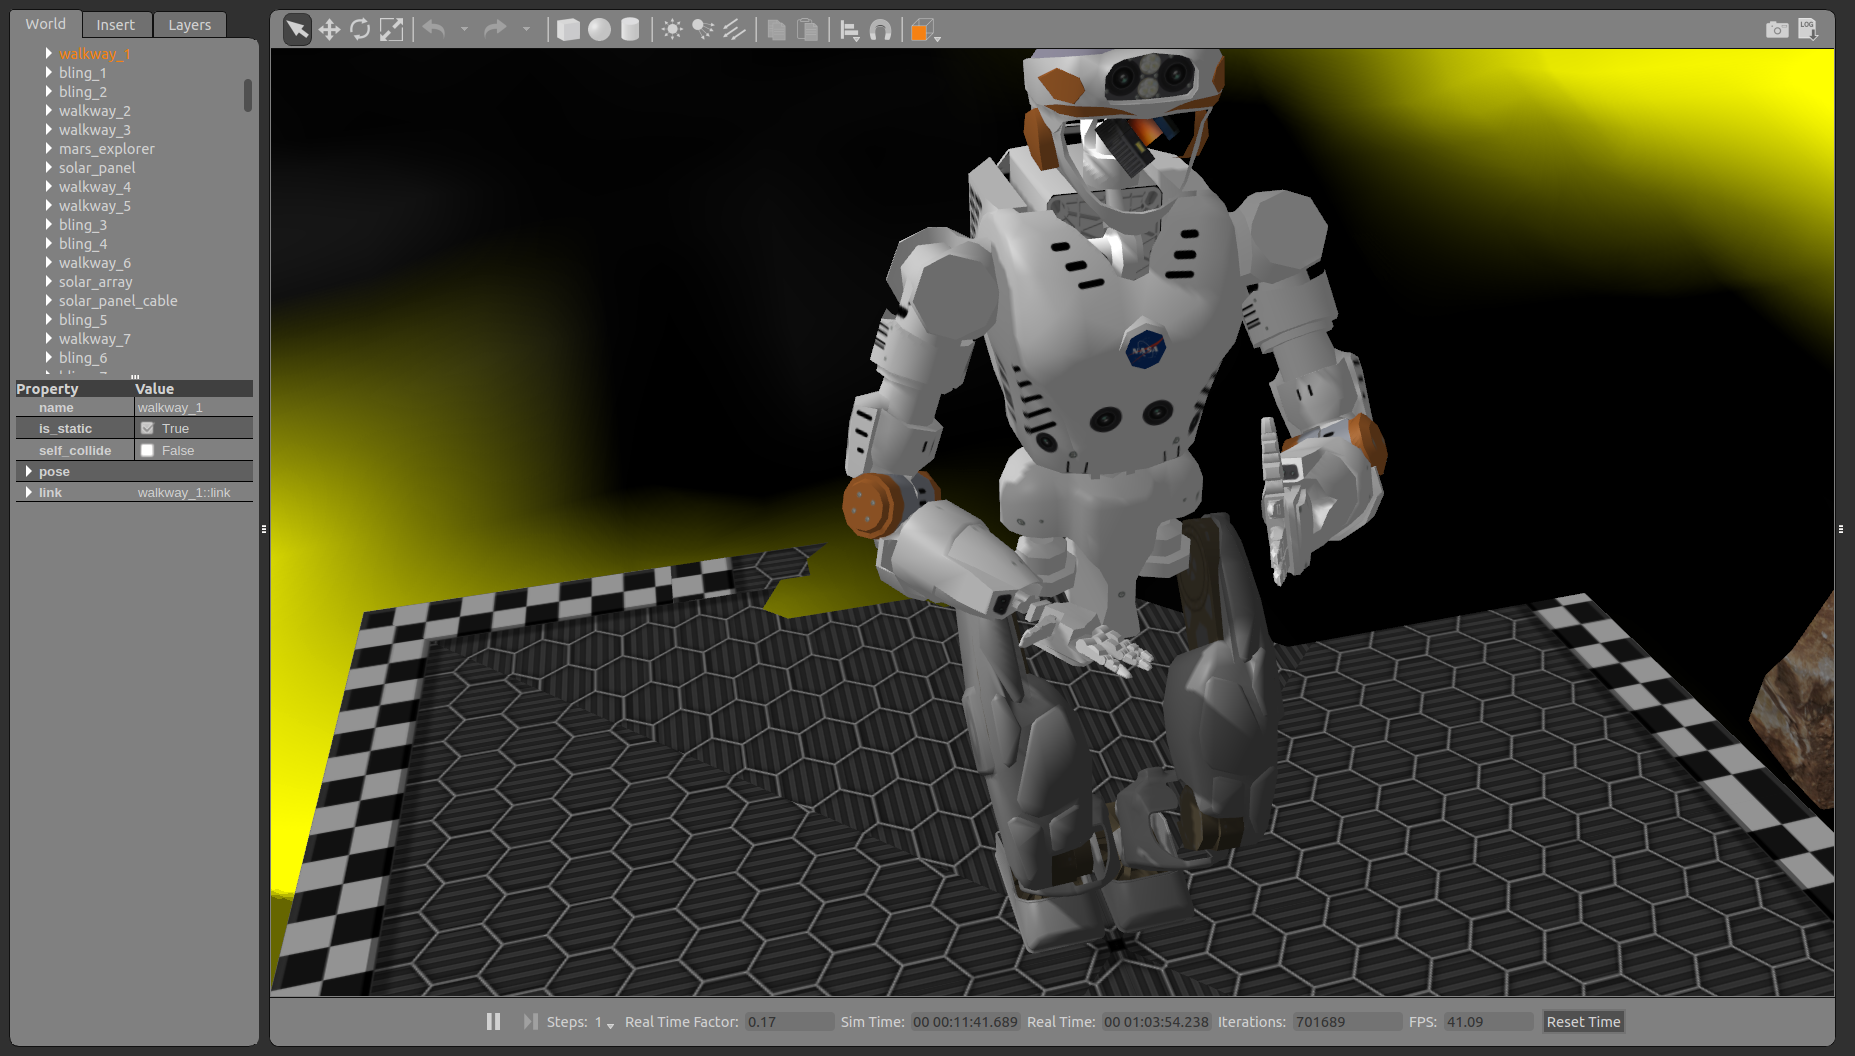 World Insert Layers
walkway_1
bling_1
bling_2
walkway_2
walkway_3
mars_explorer
solar_panel
walkway_4
walkway_5
bling_3
bling_4
walkway_6
solar_array
solar_panel_cable
bling_5
walkway_7
bling_6
Property Value
name walkway_1
is_static True
self_collide False
pose
link walkway_1::link
LOG
NASA
Steps: 1 Real Time Factor: 0.17 Sim Time: 00 00:11:41.689 Real Time: 00 01:03:54.238 Iterations: 701689 FPS: 41.09 Reset Time